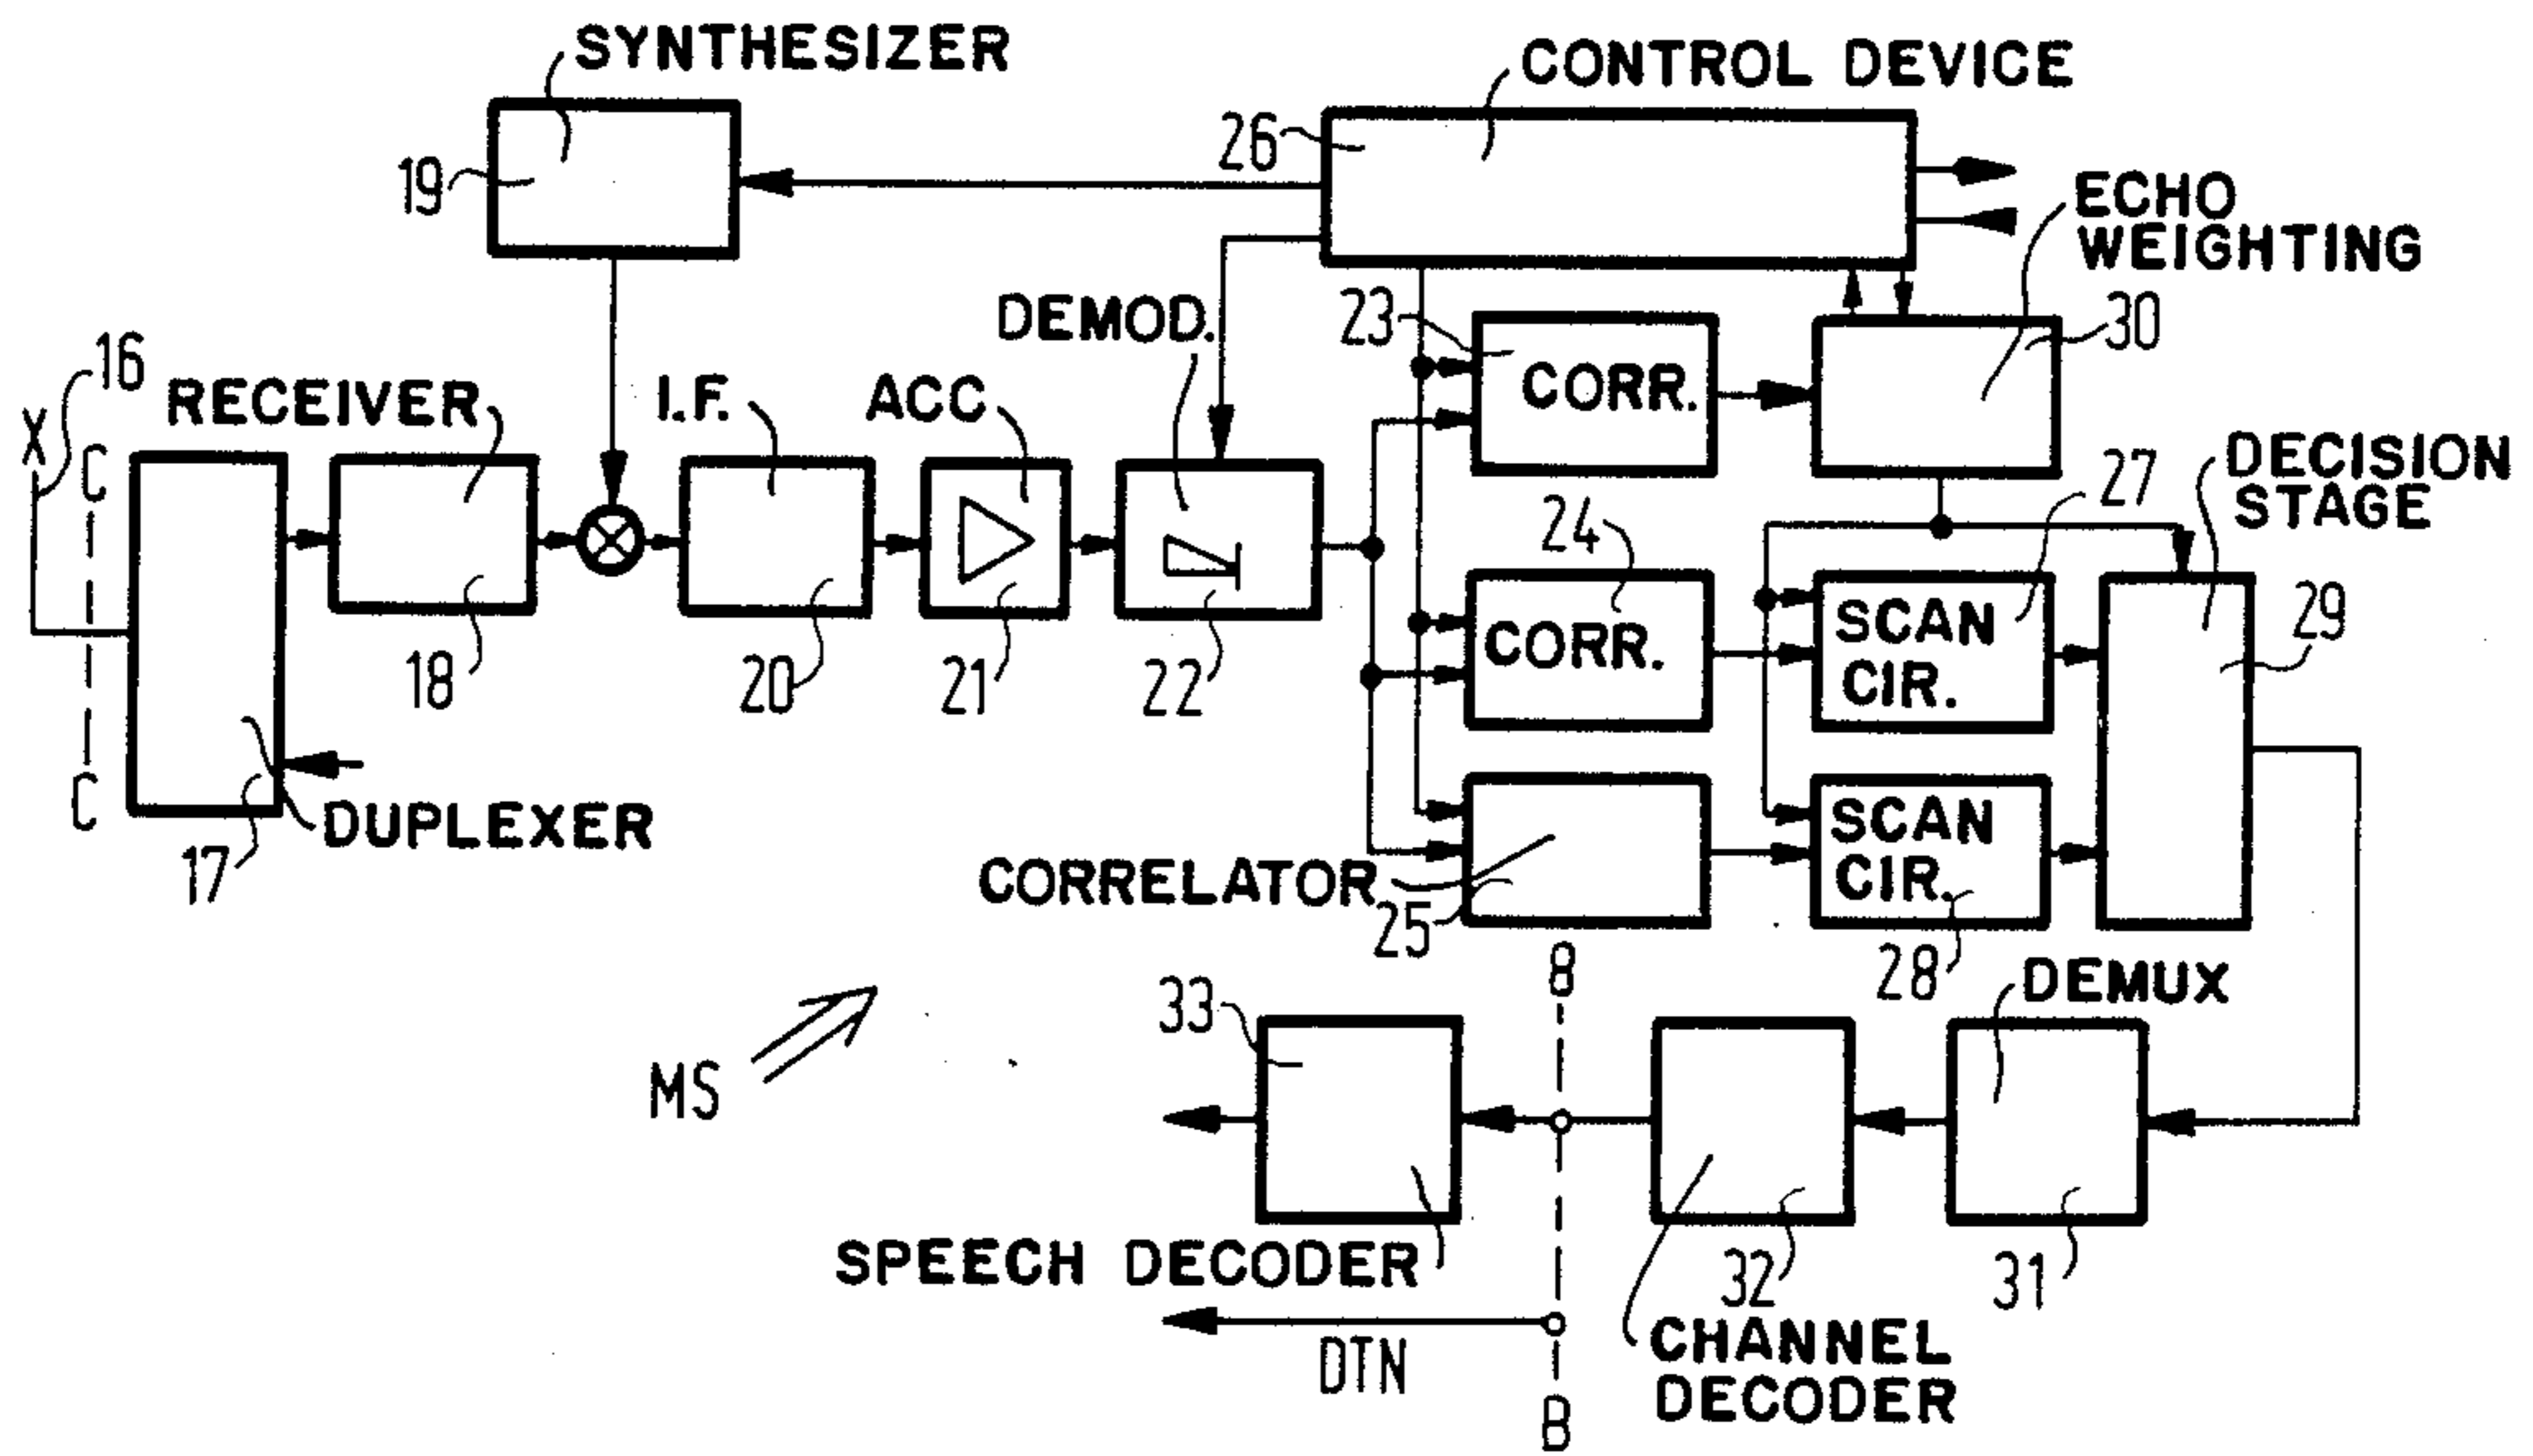 SYNTHESIZER
CONTROL DEVICE
26
19
ECHO
WEIGHTING
DEMOD.
23
30
16
RECEIVER
I.F.
ACC
CORR.
X
C
DECISION
STAGE
27
24
SCAN
CIR.
CORR.
29
18
20
21
22
C
DUPLEXER
17
SCAN
CIR.
CORRELATOR
25
8
28
DEMUX
33
MS
SPEECH DECODER
32
31
CHANNEL
DECODER
DTN
B